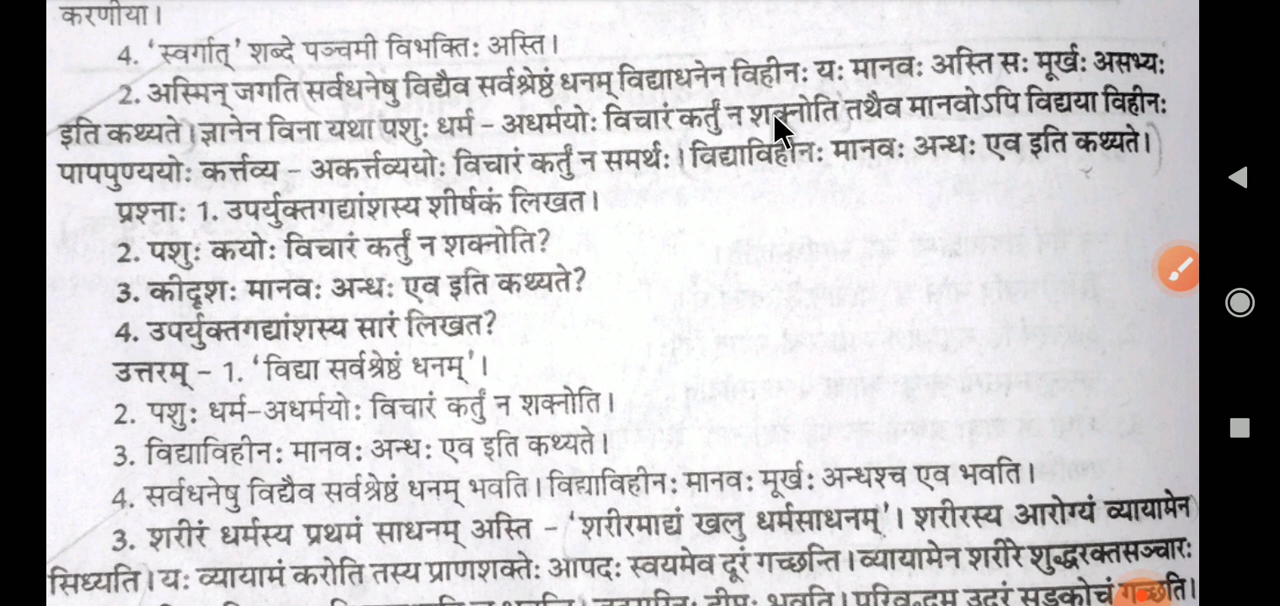 करणीया।
4. 'स्वर्गात्' शब्दे पञ्चमी विभक्तिः अस्ति।
2. अस्मिन् जगति सर्वधनेषु विद्यैव सर्वश्रेष्ठं धनम् विद्याधनेन विहीनः यः मानवः अस्ति सः मूर्खः असभ्यः
इति कथ्यते। ज्ञानेन विना यथा पशुः धर्म - अधर्मयोः विचारं कर्तुं न शक्नोति तथैव मानवोऽपि विद्यया विहीनः
पापपुण्ययोः कर्त्तव्य - अकर्त्तव्ययोः विचारं कर्तुं न समर्थः। विद्याविहीनः मानवः अन्धः एव इति कथ्यते।
प्रश्नाः 1. उपर्युक्तगद्यांशस्य शीर्षकं लिखत।
2. पशुः कयोः विचारं कर्तुं न शक्नोति?
3. कीदृशः मानवः अन्धः एव इति कथ्यते?
4. उपर्युक्तगद्यांशस्य सारं लिखत?
उत्तरम् - 1. 'विद्या सर्वश्रेष्ठं धनम्'।
2. पशुः धर्म-अधर्मयोः विचारं कर्तुं न शक्नोति।
3. विद्याविहीनः मानवः अन्धः एव इति कथ्यते।
4. सर्वधनेषु विद्यैव सर्वश्रेष्ठं धनम् भवति। विद्याविहीनः मानवः मूर्खः अन्धश्च एव भवति।
3. शरीरं धर्मस्य प्रथमं साधनम् अस्ति - 'शरीरमाद्यं खलु धर्मसाधनम्'। शरीरस्य आरोग्यं व्यायामेन
सिध्यति। यः व्यायामं करोति तस्य प्राणशक्तेः आपदः स्वयमेव दूरं गच्छन्ति। व्यायामेन शरीरे शुद्धरक्तसञ्चारः
भवति। उदरं सङ्कोचं गच्छति।